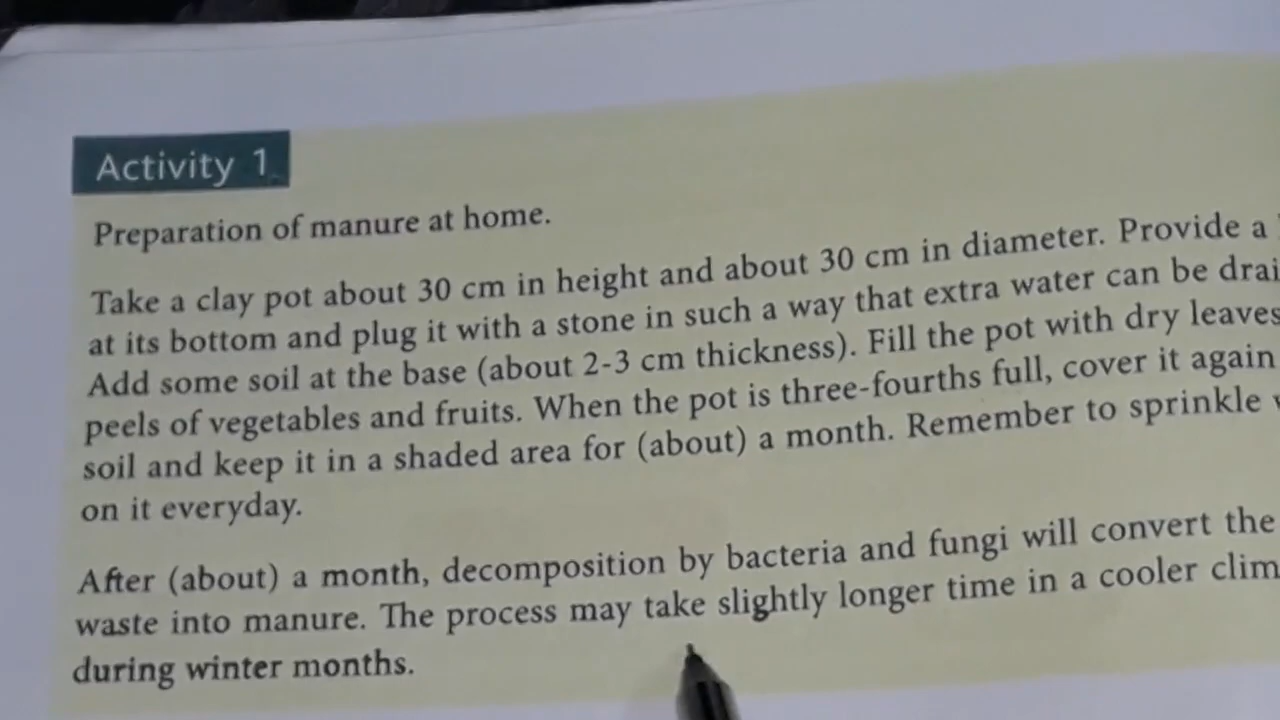 Activity 1
Preparation of manure at home.
Take a clay pot about 30 cm in height and about 30 cm in diameter. Provide a
at its bottom and plug it with a stone in such a way that extra water can be drai
Add some soil at the base (about 2-3 cm thickness). Fill the pot with dry leaves
peels of vegetables and fruits. When the pot is three-fourths full, cover it again
soil and keep it in a shaded area for (about) a month. Remember to sprinkle
on it everyday.
After (about) a month, decomposition by bacteria and fungi will convert the
waste into manure. The process may take slightly longer time in a cooler clim
during winter months.